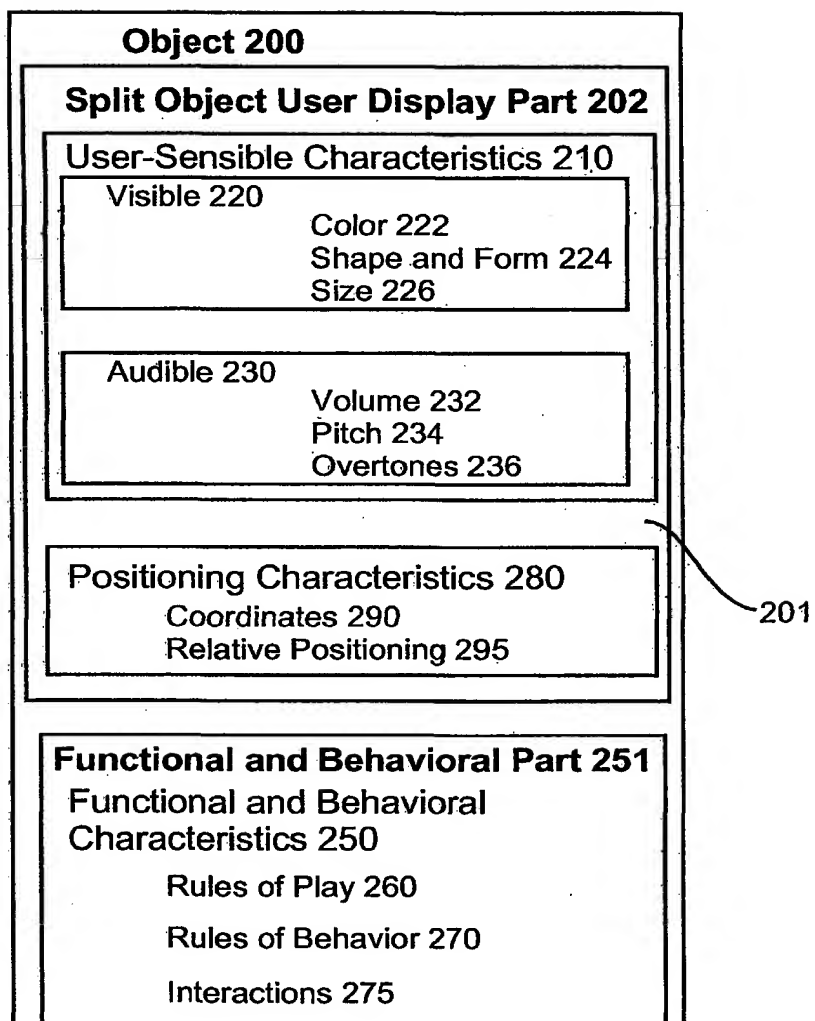 Object 200
Split Object User Display Part 202
User-Sensible Characteristics 210
Visible 220
Color 222
Shape and Form 224
Size 226
Audible 230
Volume 232
Pitch 234
Overtones 236
Positioning Characteristics 280
Coordinates 290
Relative Positioning 295
201
Functional and Behavioral Part 251
Functional and Behavioral
Characteristics 250
Rules of Play 260
Rules of Behavior 270
Interactions 275